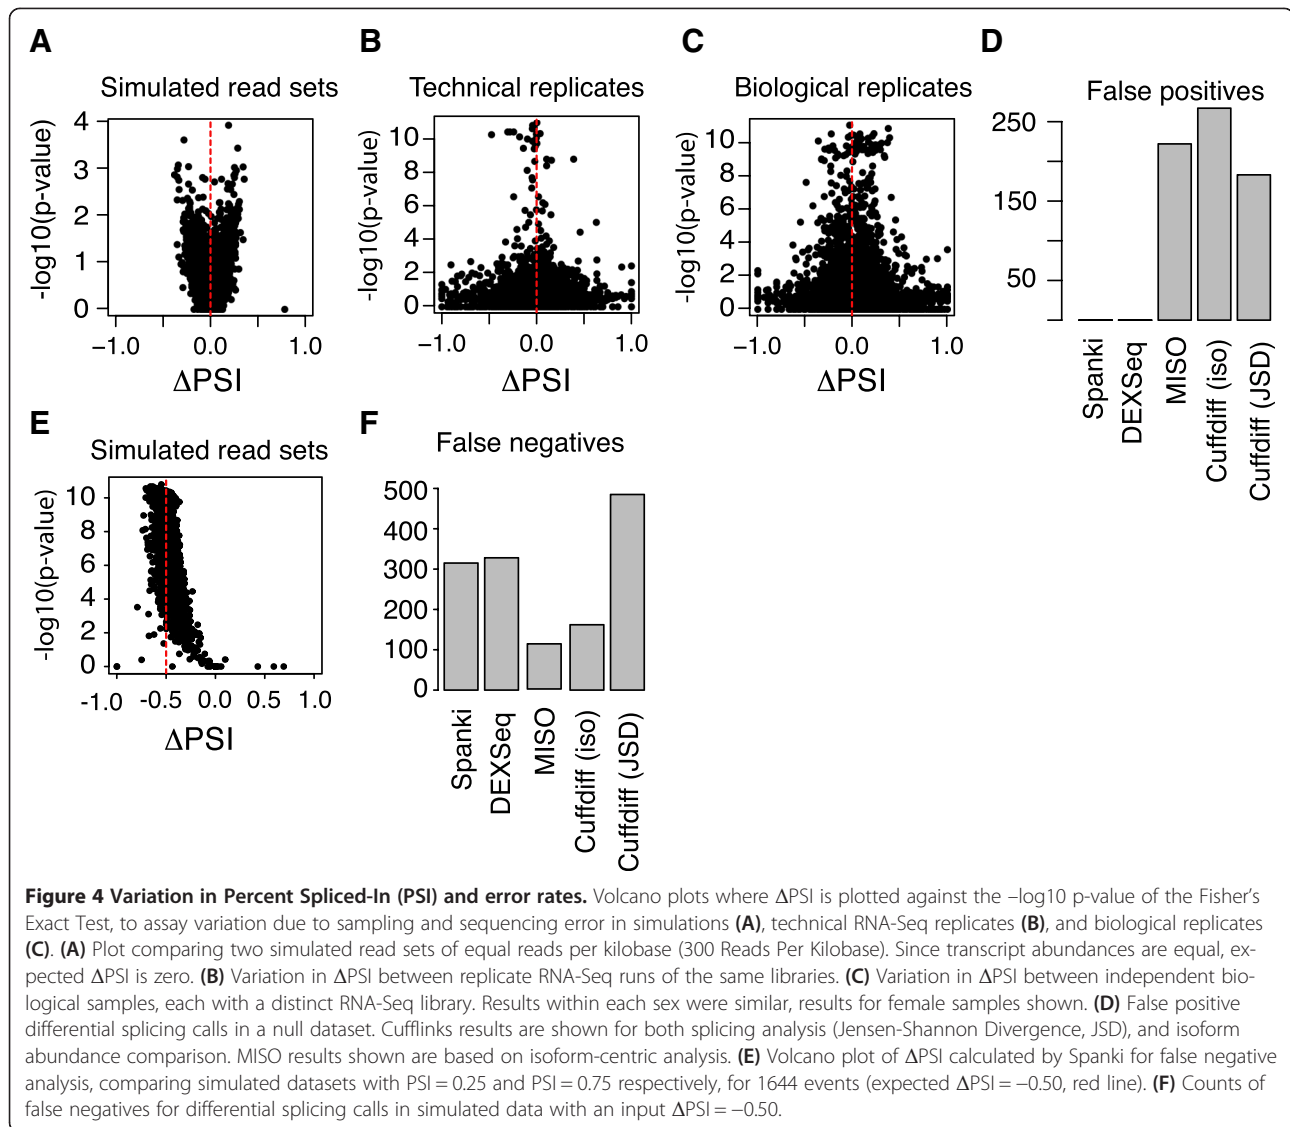 A
B
C
D
Simulated read sets
Technical replicates
Biological replicates
False positives
-log10(p-value)
4
3
2
1
0
-log10(p-value)
10
8
6
4
2
0
-log10(p-value)
10
8
6
4
2
0
250
150
50
−1.0 0.0 1.0
−1.0 0.0 1.0
−1.0 0.0 1.0
ΔPSI
ΔPSI
ΔPSI
Spanki
DEXSeq
MISO
Cuffdiff (iso)
Cuffdiff (JSD)
E
F
Simulated read sets
False negatives
-log10(p-value)
10
8
6
4
2
0
500
400
300
200
100
0
-1.0 -0.5 0.0 0.5 1.0
ΔPSI
Spanki
DEXSeq
MISO
Cuffdiff (iso)
Cuffdiff (JSD)
Figure 4 Variation in Percent Spliced-In (PSI) and error rates. Volcano plots where ΔPSI is plotted against the –log10 p-value of the Fisher's
Exact Test, to assay variation due to sampling and sequencing error in simulations (A), technical RNA-Seq replicates (B), and biological replicates
(C). (A) Plot comparing two simulated read sets of equal reads per kilobase (300 Reads Per Kilobase). Since transcript abundances are equal, ex-
pected ΔPSI is zero. (B) Variation in ΔPSI between replicate RNA-Seq runs of the same libraries. (C) Variation in ΔPSI between independent bio-
logical samples, each with a distinct RNA-Seq library. Results within each sex were similar, results for female samples shown. (D) False positive
differential splicing calls in a null dataset. Cufflinks results are shown for both splicing analysis (Jensen-Shannon Divergence, JSD), and isoform
abundance comparison. MISO results shown are based on isoform-centric analysis. (E) Volcano plot of ΔPSI calculated by Spanki for false negative
analysis, comparing simulated datasets with PSI = 0.25 and PSI = 0.75 respectively, for 1644 events (expected ΔPSI = −0.50, red line). (F) Counts of
false negatives for differential splicing calls in simulated data with an input ΔPSI = −0.50.